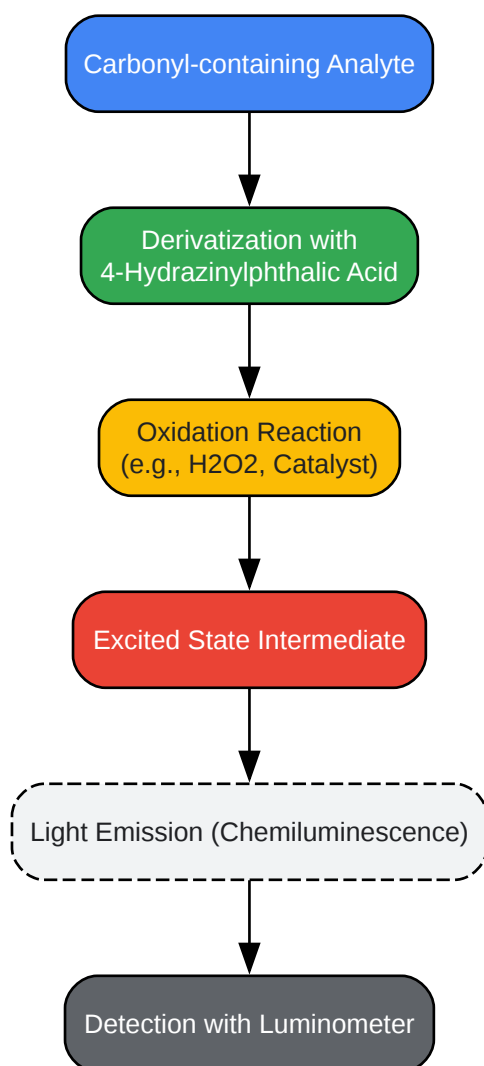 Carbonyl-containing Analyte
Derivatization with
4-Hydrazinylphthalic Acid
Oxidation Reaction
(e.g., H2O2, Catalyst)
Excited State Intermediate
Light Emission (Chemiluminescence)
Detection with Luminometer